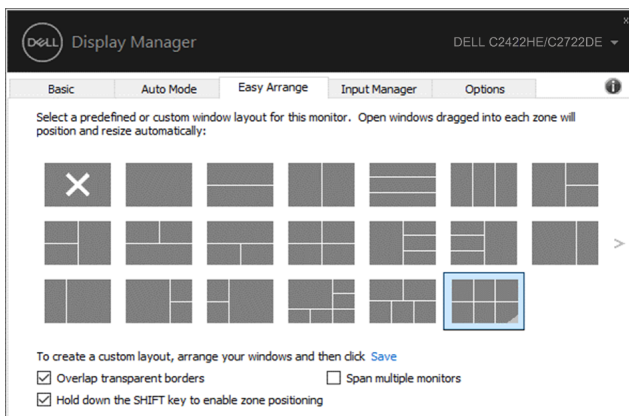 x
DELL Display Manager DELL C2422HE/C2722DE
Basic Auto Mode Easy Arrange Input Manager Options i
Select a predefined or custom window layout for this monitor. Open windows dragged into each zone will
position and resize automatically:
>
To create a custom layout, arrange your windows and then click Save
Overlap transparent borders Span multiple monitors
Hold down the SHIFT key to enable zone positioning